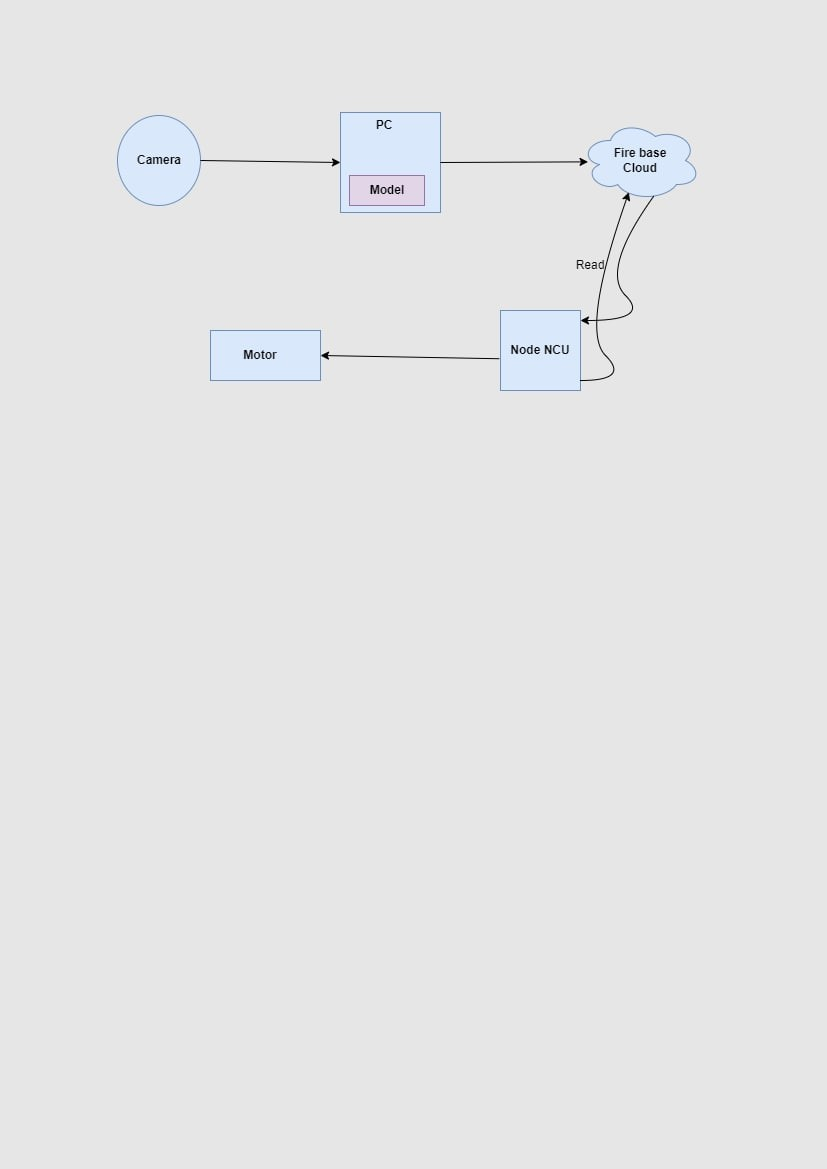 Camera
PC
Model
Fire base
Cloud
Read
Motor
Node NCU